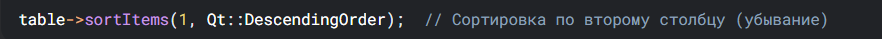 table->sortItems(1, Qt::DescendingOrder);  // Сортировка по второму столбцу (убывание)